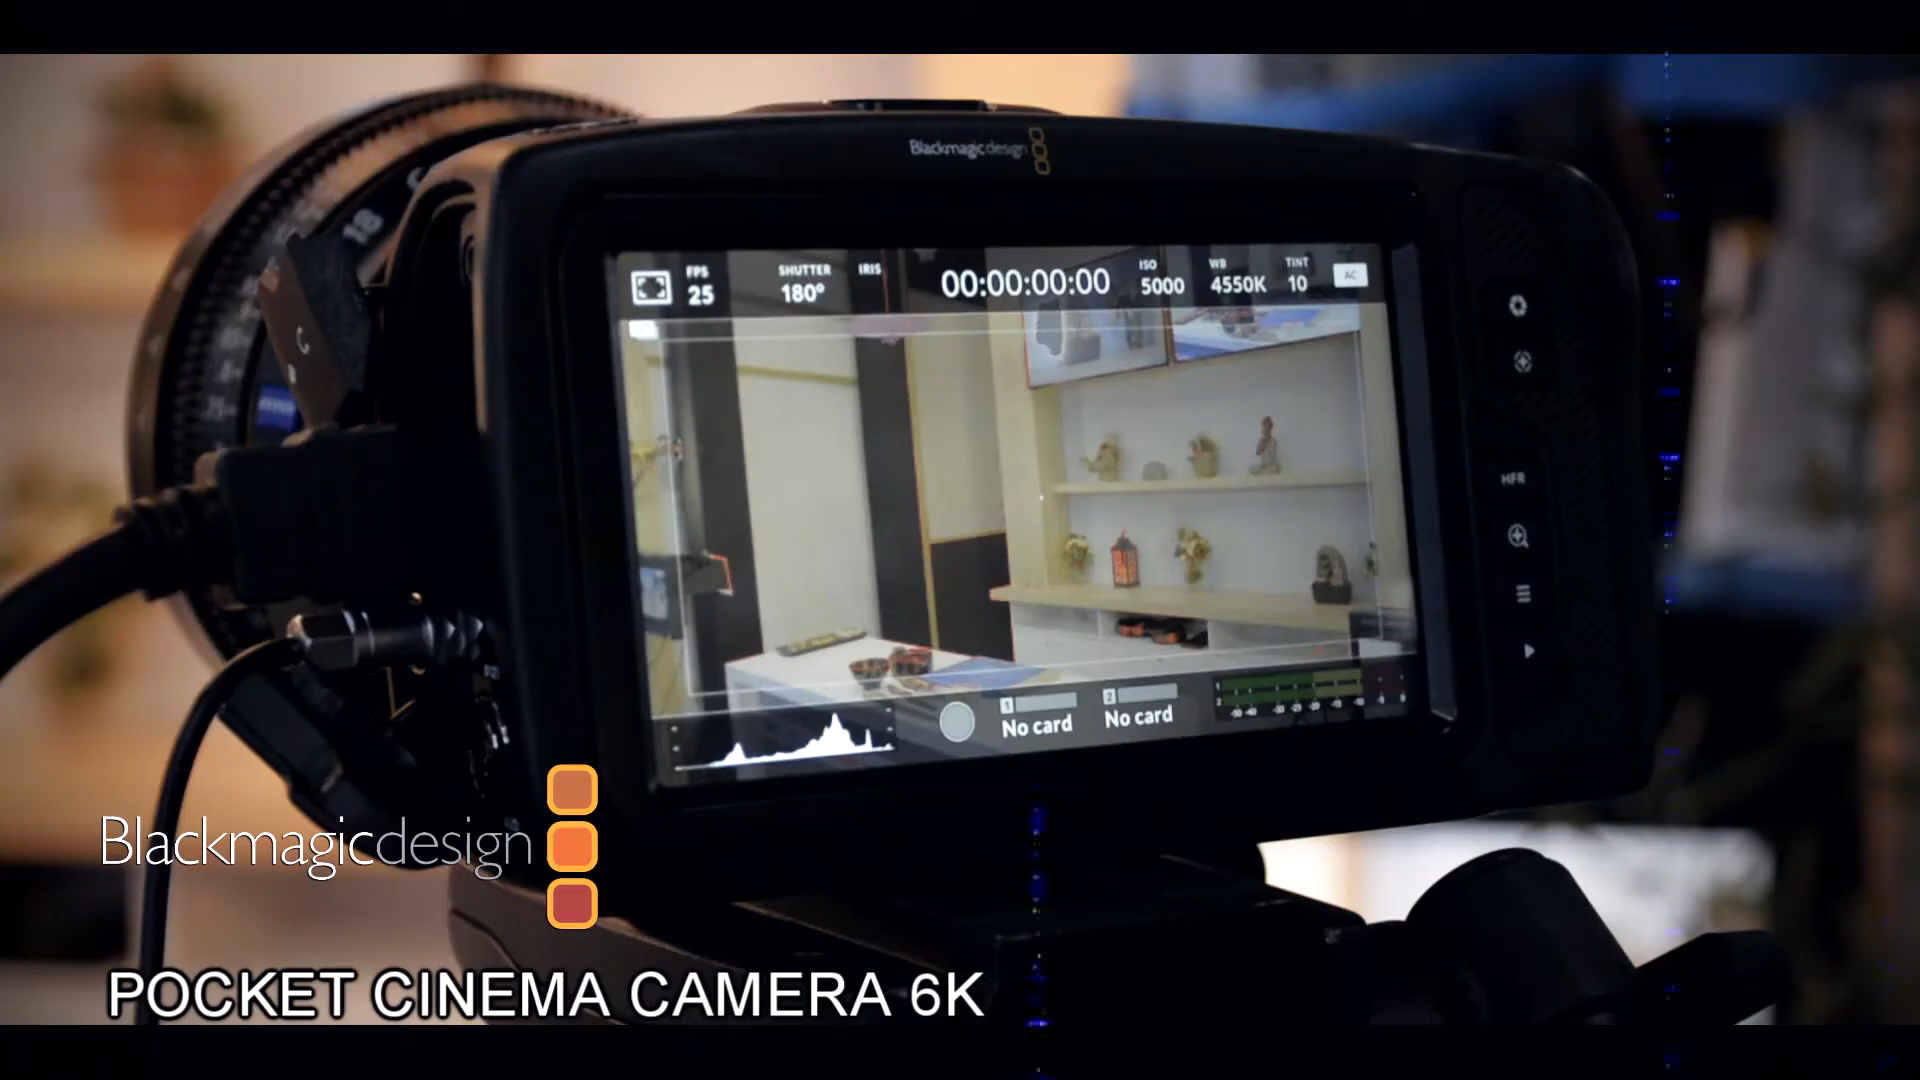 Blackmagicdesign
FPS
25
SHUTTER
180°
IRIS
00:00:00:00
ISO
5000
WB
4550K
TINT
10
AC
HFR
1
No card
2
No card
Blackmagicdesign
POCKET CINEMA CAMERA 6K